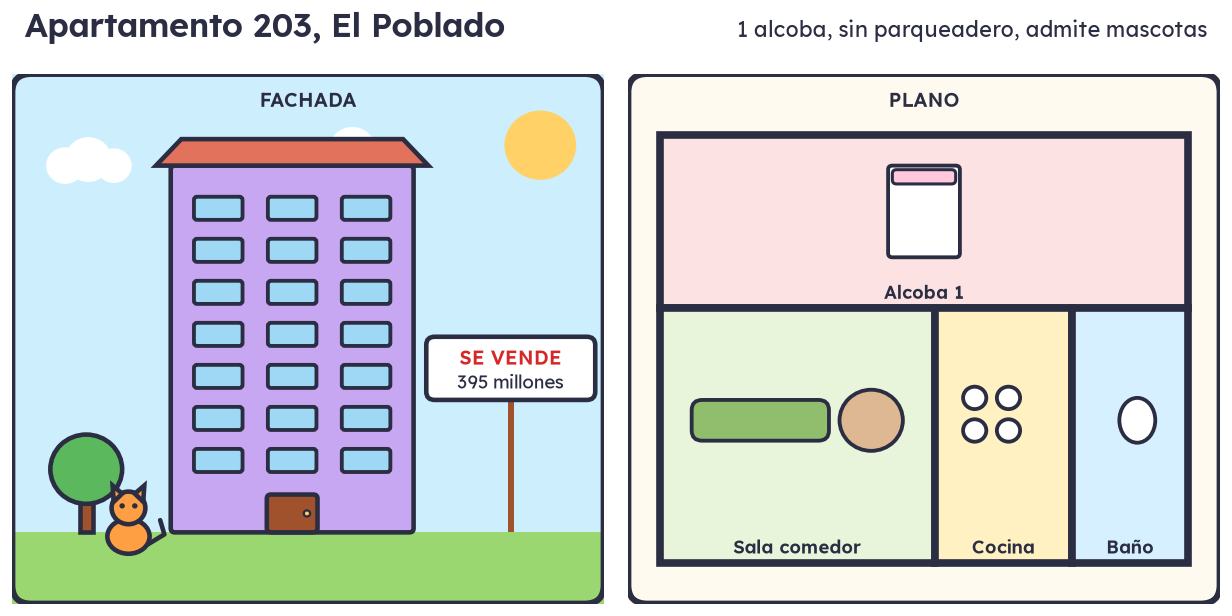 Apartamento 203, El Poblado
1 alcoba, sin parqueadero, admite mascotas
FACHADA
SE VENDE
395 millones
PLANO
Alcoba 1
Sala comedor
Cocina
Baño